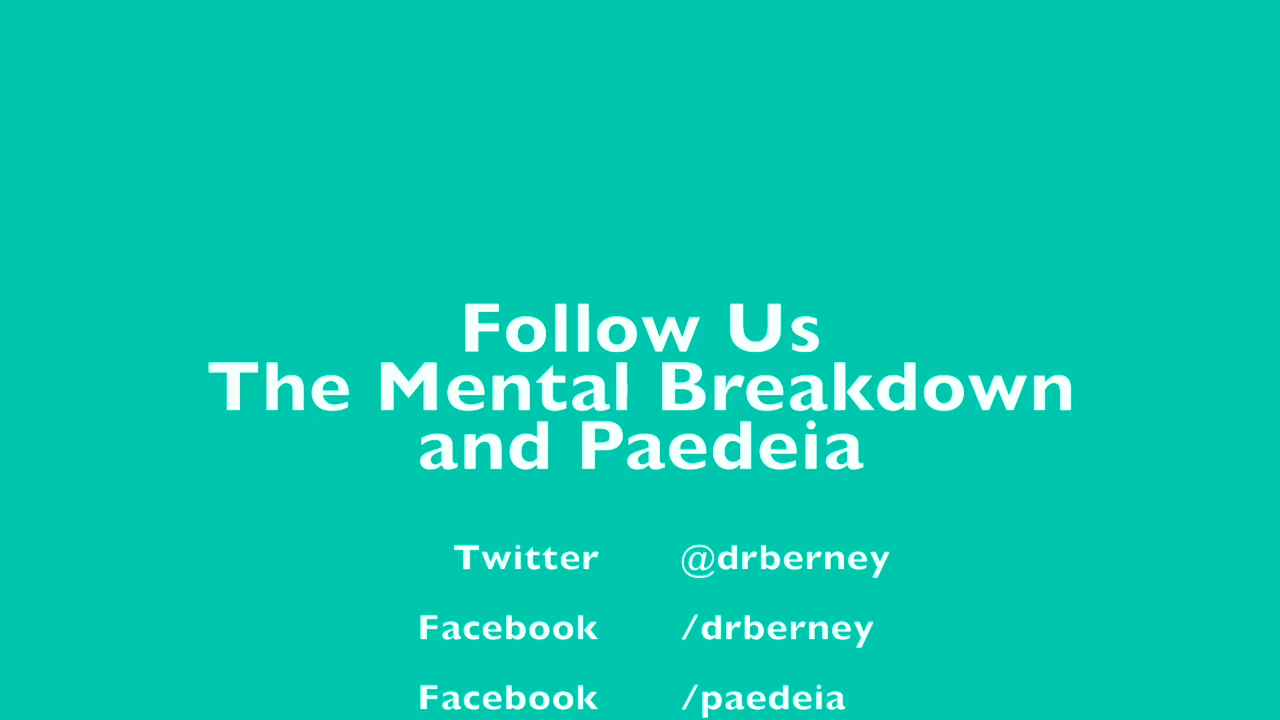 Follow Us
The Mental Breakdown
and Paedeia
Twitter @drberney
Facebook /drberney
Facebook /paedeia